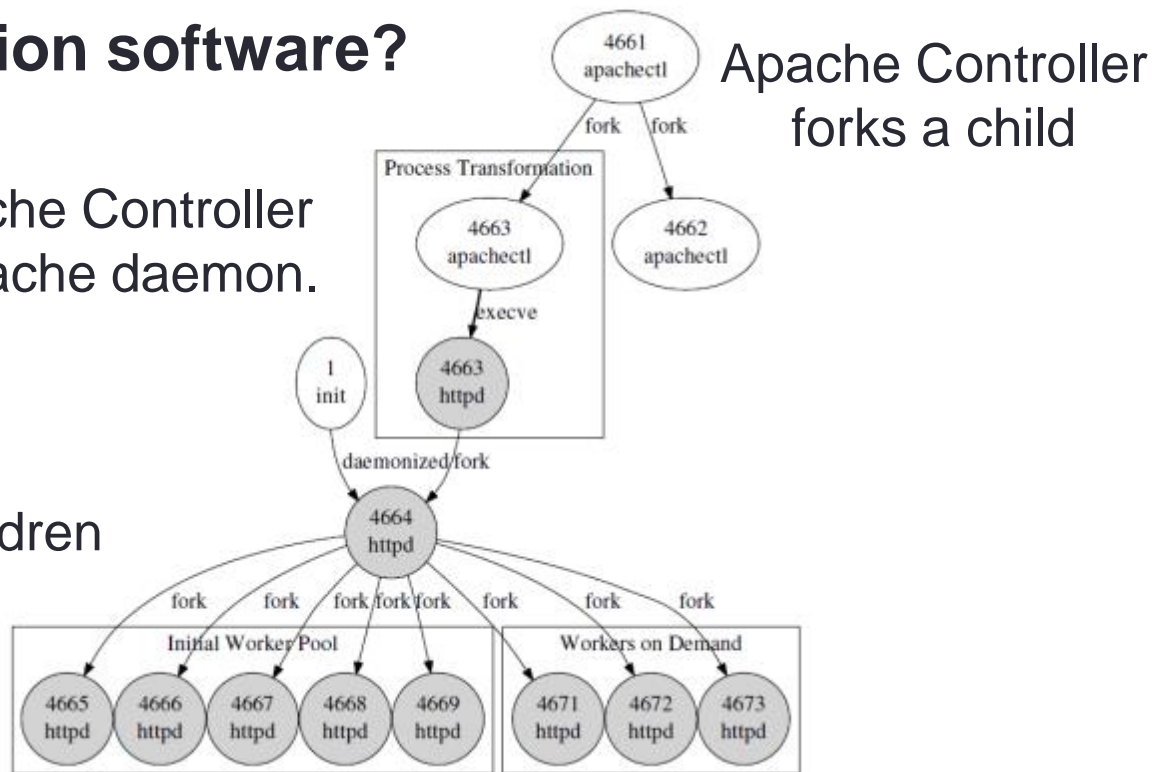 ion software?
4661
apachectl
Apache Controller
forks a child
fork fork
Process Transformation
che Controller
ache daemon.
4663
apachectl
4662
apachectl
execve
1
init
4663
httpd
daemonized fork
dren
4664
httpd
fork fork fork fork fork fork fork fork
Initial Worker Pool Workers on Demand
4665 4666 4667 4668 4669 4671 4672 4673
httpd httpd httpd httpd httpd httpd httpd httpd